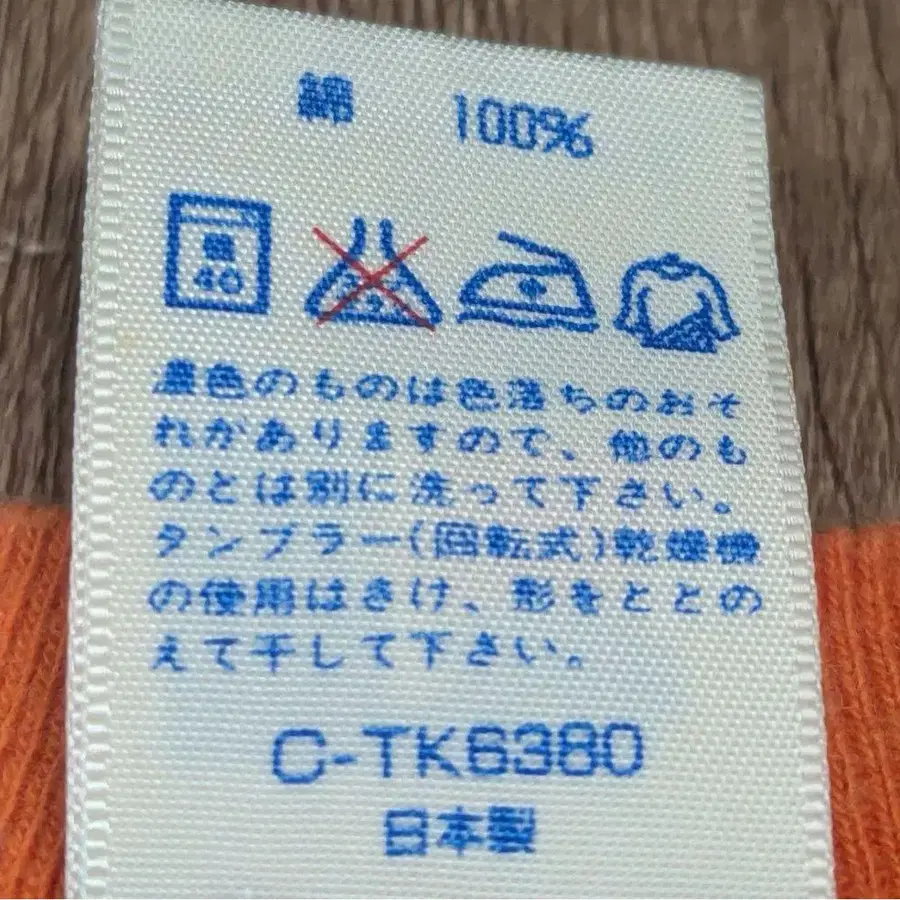 綿 100%
40
濃色のものは色落ちのおそ
れがありますので、他のも
のとは別に洗って下さい。
タンブラー(回転式)乾燥機
の使用はさけ、形をととの
えて干して下さい。
C-TK6380
日本製